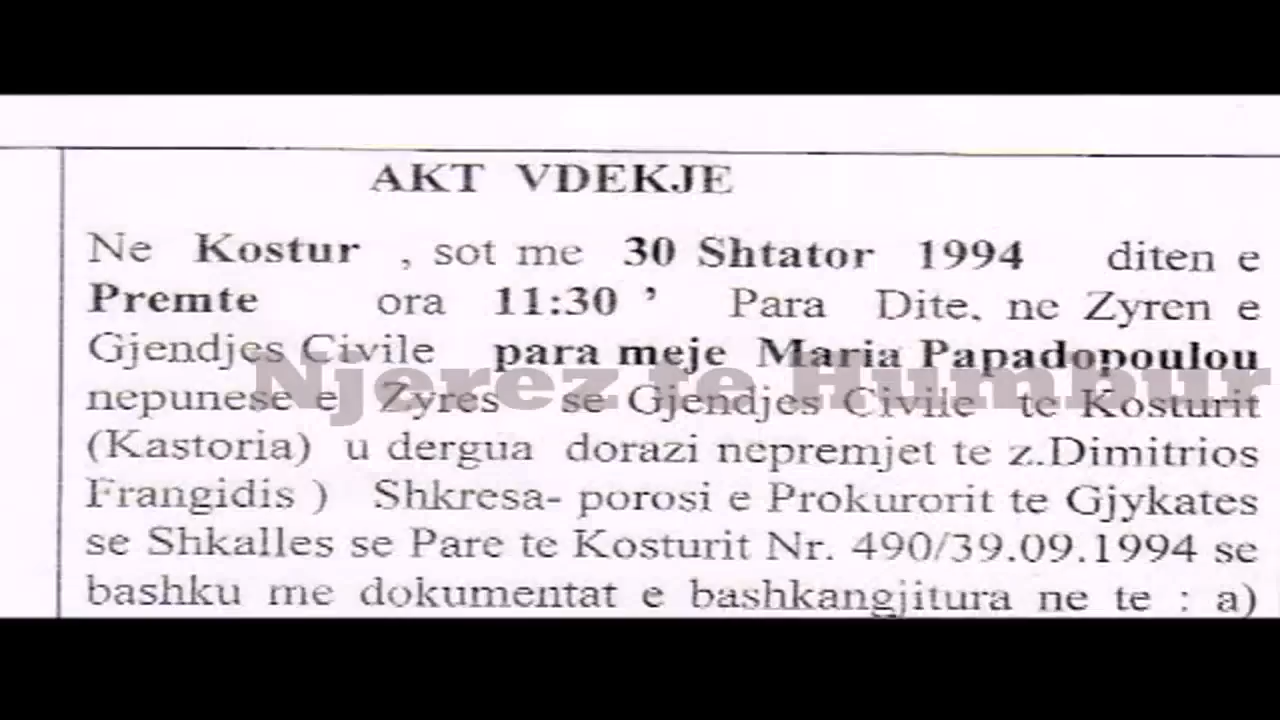 AKT VDEKJE
Ne Kostur , sot me 30 Shtator 1994 diten e
Premte ora 11:30 ’ Para Dite, ne Zyren e
Gjendjes Civile para meje Maria Papadopoulou
Njerez te Humbur
nepunese e Zyres se Gjendjes Civile te Kosturit
(Kastoria) u dergua dorazi nepremjet te z..Dimitrios
Frangidis ) Shkresa- porosi e Prokurorit te Gjykates
se Shkalles se Pare te Kosturit Nr. 490/39.09.1994 se
bashku me dokumentat e bashkangjitura ne te : a)